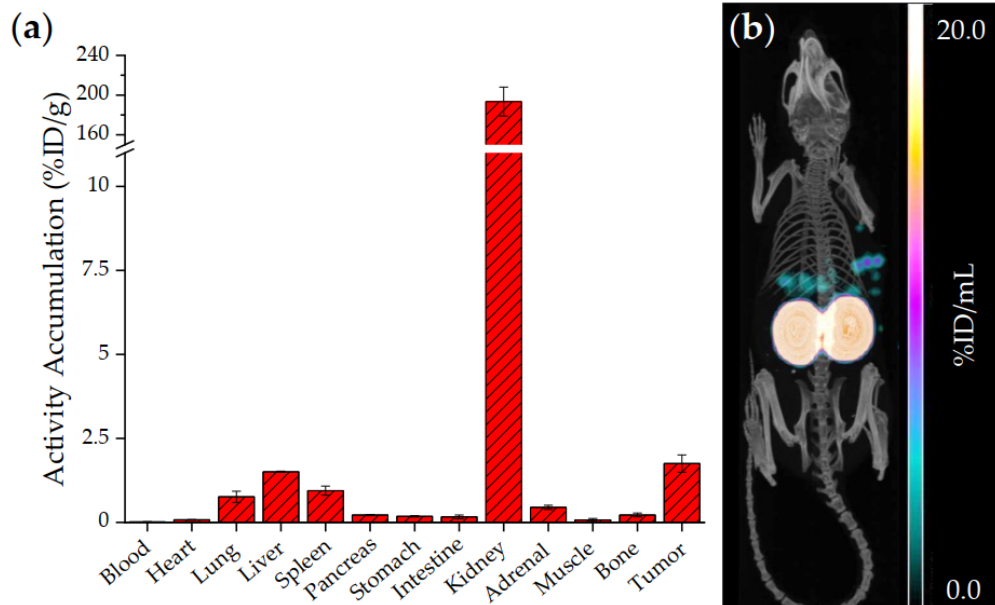 (a)
Activity Accumulation (%ID/g)
240
200
160
10
7.5
5
2.5
0
Blood
Heart
Lung
Liver
Spleen
Pancreas
Stomach
Intestine
Kidney
Adrenal
Muscle
Bone
Tumor
(b)
20.0
%ID/mL
0.0